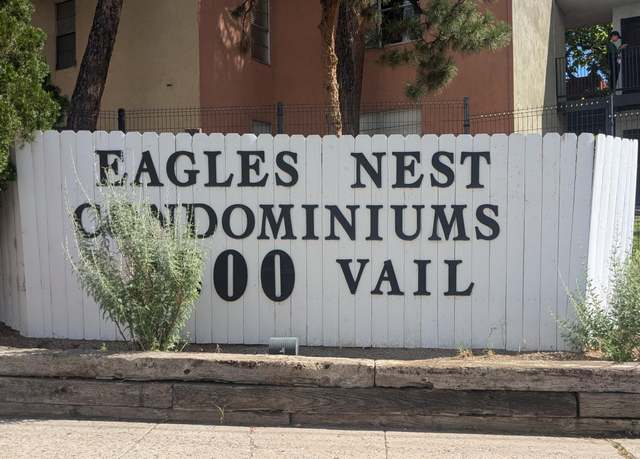 EAGLES NEST
CONDOMINIUMS
00 VAIL